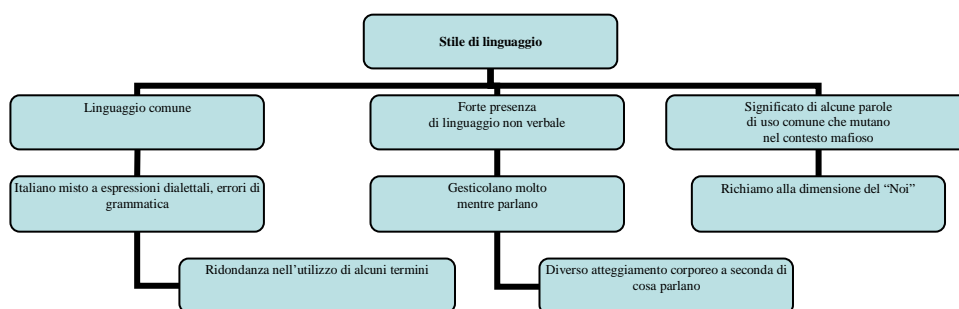 Stile di linguaggio
Linguaggio comune
Forte presenza
di linguaggio non verbale
Significato di alcune parole
di uso comune che mutano
nel contesto mafioso
Italiano misto a espressioni dialettali, errori di
grammatica
Gesticolano molto
mentre parlano
Richiamo alla dimensione del “Noi”
Ridondanza nell’utilizzo di alcuni termini
Diverso atteggiamento corporeo a seconda di
cosa parlano